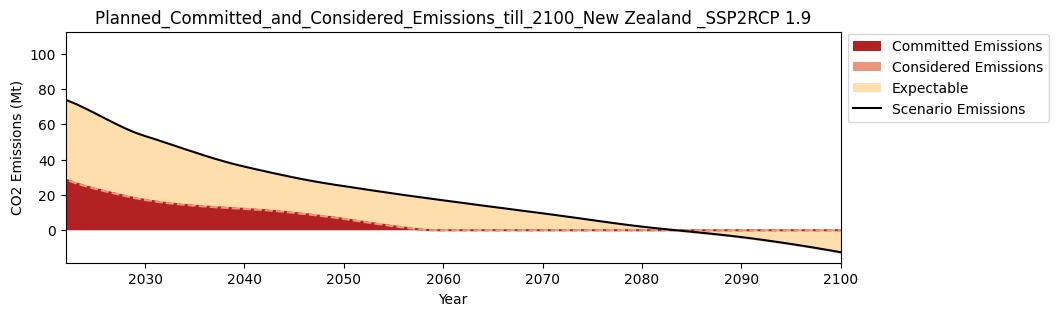 Planned_Committed_and_Considered_Emissions_till_2100_New Zealand _SSP2RCP 1.9
CO2 Emissions (Mt)
100
80
60
40
20
0
2030 2040 2050 2060 2070 2080 2090 2100
Year
Committed Emissions
Considered Emissions
Expectable
Scenario Emissions